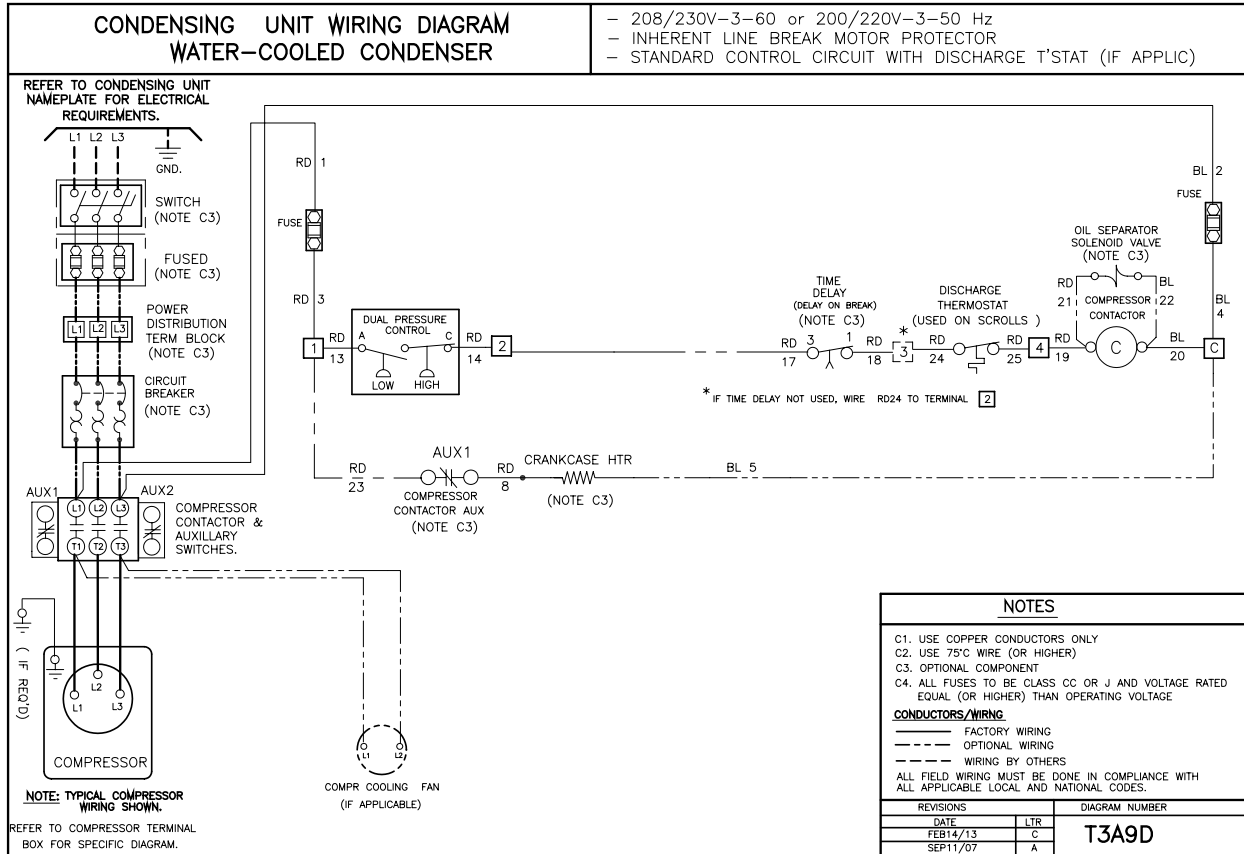 CONDENSING UNIT WIRING DIAGRAM
WATER-COOLED CONDENSER
- 208/230V-3-60 or 200/220V-3-50 Hz
- INHERENT LINE BREAK MOTOR PROTECTOR
- STANDARD CONTROL CIRCUIT WITH DISCHARGE T'STAT (IF APPLIC)
REFER TO CONDENSING UNIT
NAMEPLATE FOR ELECTRICAL
REQUIREMENTS.
L1 L2 L3
GND.
SWITCH
(NOTE C3)
FUSED
(NOTE C3)
POWER
DISTRIBUTION
TERM BLOCK
(NOTE C3)
L1 L2 L3
CIRCUIT
BREAKER
(NOTE C3)
AUX1
L1 L2 L3
AUX2
T1 T2 T3
COMPRESSOR
CONTACTOR &
AUXILLARY
SWITCHES.
( IF REQ'D)
L1
L2
L3
COMPRESSOR
NOTE: TYPICAL COMPRESSOR
WIRING SHOWN.
REFER TO COMPRESSOR TERMINAL
BOX FOR SPECIFIC DIAGRAM.
RD 1
FUSE
RD 3
1
RD
13
DUAL PRESSURE
CONTROL
A
C
LOW
HIGH
RD
14
2
TIME
DELAY
(DELAY ON BREAK)
(NOTE C3)
RD
17
3
1
RD
18
*
3
DISCHARGE
THERMOSTAT
(USED ON SCROLLS )
RD
24
RD
25
4
RD
19
OIL SEPARATOR
SOLENOID VALVE
(NOTE C3)
RD
21
BL
22
COMPRESSOR
CONTACTOR
C
BL
20
C
BL 2
FUSE
BL
4
* IF TIME DELAY NOT USED, WIRE RD24 TO TERMINAL 2
RD
23
AUX1
COMPRESSOR
CONTACTOR AUX
(NOTE C3)
RD
8
CRANKCASE HTR
(NOTE C3)
BL 5
L1
L2
COMPR COOLING FAN
(IF APPLICABLE)
NOTES
C1. USE COPPER CONDUCTORS ONLY
C2. USE 75°C WIRE (OR HIGHER)
C3. OPTIONAL COMPONENT
C4. ALL FUSES TO BE CLASS CC OR J AND VOLTAGE RATED
EQUAL (OR HIGHER) THAN OPERATING VOLTAGE
CONDUCTORS/WIRNG
FACTORY WIRING
OPTIONAL WIRING
WIRING BY OTHERS
ALL FIELD WIRING MUST BE DONE IN COMPLIANCE WITH
ALL APPLICABLE LOCAL AND NATIONAL CODES.
REVISIONS
DIAGRAM NUMBER
DATE LTR
FEB14/13 C
SEP11/07 A
T3A9D